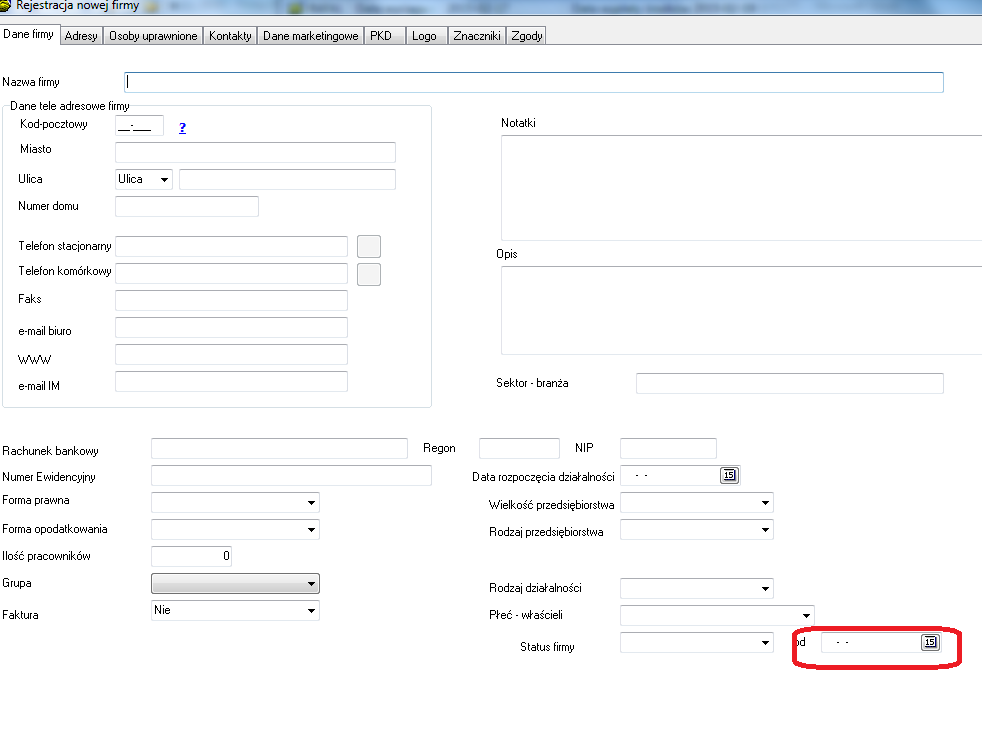 Rejestracja nowej firmy
Dane firmy Adresy Osoby uprawnione Kontakty Dane marketingowe PKD Logo Znaczniki Zgody
Nazwa firmy
Dane tele adresowe firmy
Kod-pocztowy __-___ ?
Miasto
Ulica Ulica
Numer domu
Telefon stacjonarny
Telefon komórkowy
Faks
e-mail biuro
WWW
e-mail IM
Notatki
Opis
Sektor - branża
Rachunek bankowy Regon NIP
Numer Ewidencyjny Data rozpoczęcia działalności - - 15
Forma prawna Wielkość przedsiębiorstwa
Forma opodatkowania Rodzaj przedsiębiorstwa
Ilość pracowników 0
Grupa Rodzaj działalności
Faktura Nie Płeć - właścieli
Status firmy od - - 15